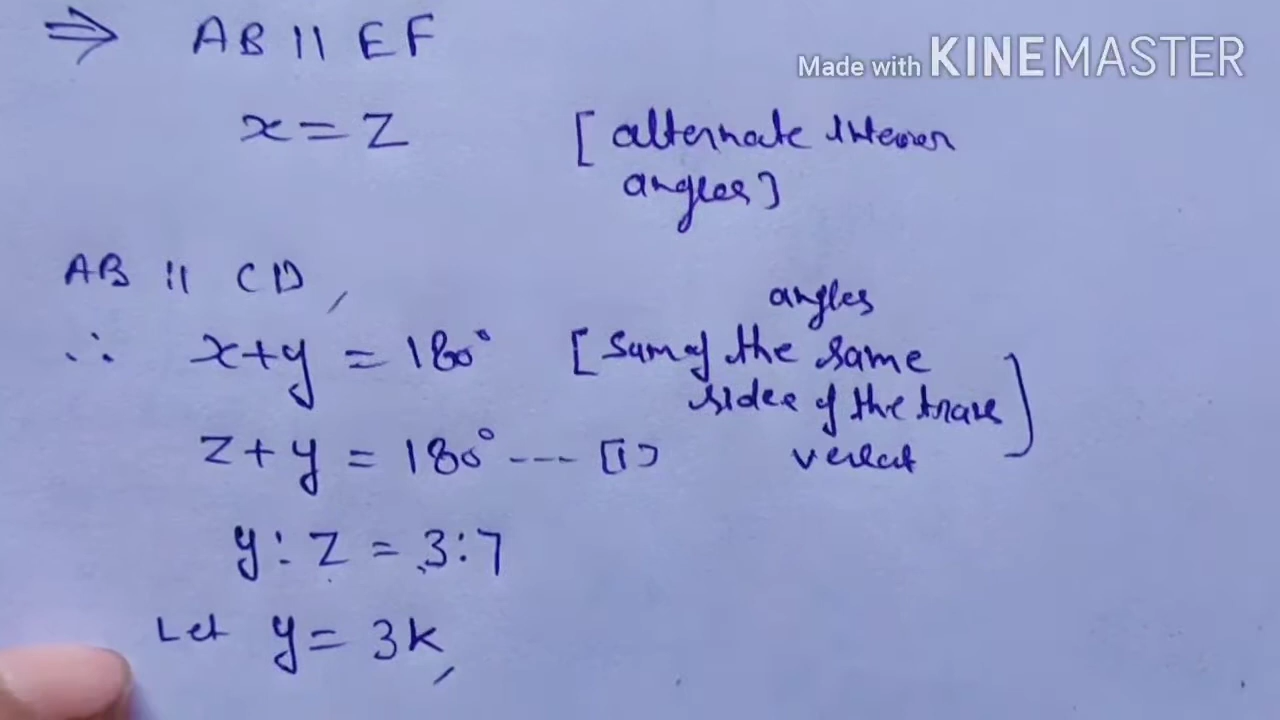 ⇒ AB || EF
Made with KINEMASTER
x = z [alternate interior
angles]
AB || CD,
angles
∴ x+y = 180° [Sum of the same
sides of the trans
versal]
z + y = 180° --- [1]
y : z = 3:7
Let y = 3k,